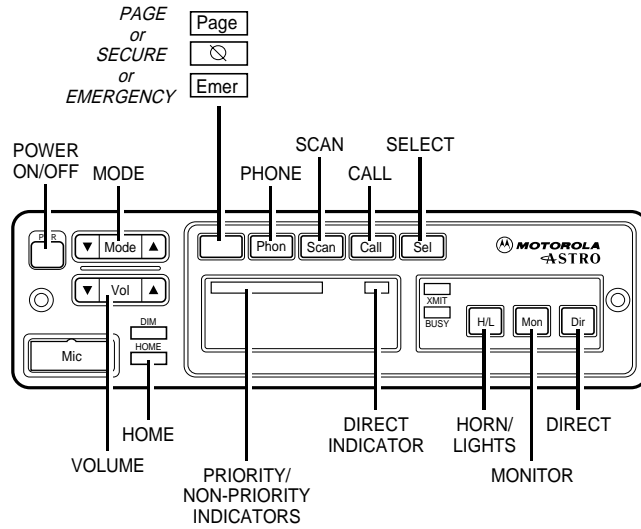 PAGE
or
SECURE
or
EMERGENCY
Page
Emer
POWER
ON/OFF
MODE
PHONE
SCAN
CALL
SELECT
PWR
Mode
Vol
Mic
DIM
HOME
Phon
Scan
Call
Sel
MOTOROLA
ASTRO
XMIT
BUSY
H/L
Mon
Dir
VOLUME
HOME
PRIORITY/
NON-PRIORITY
INDICATORS
DIRECT
INDICATOR
HORN/
LIGHTS
MONITOR
DIRECT